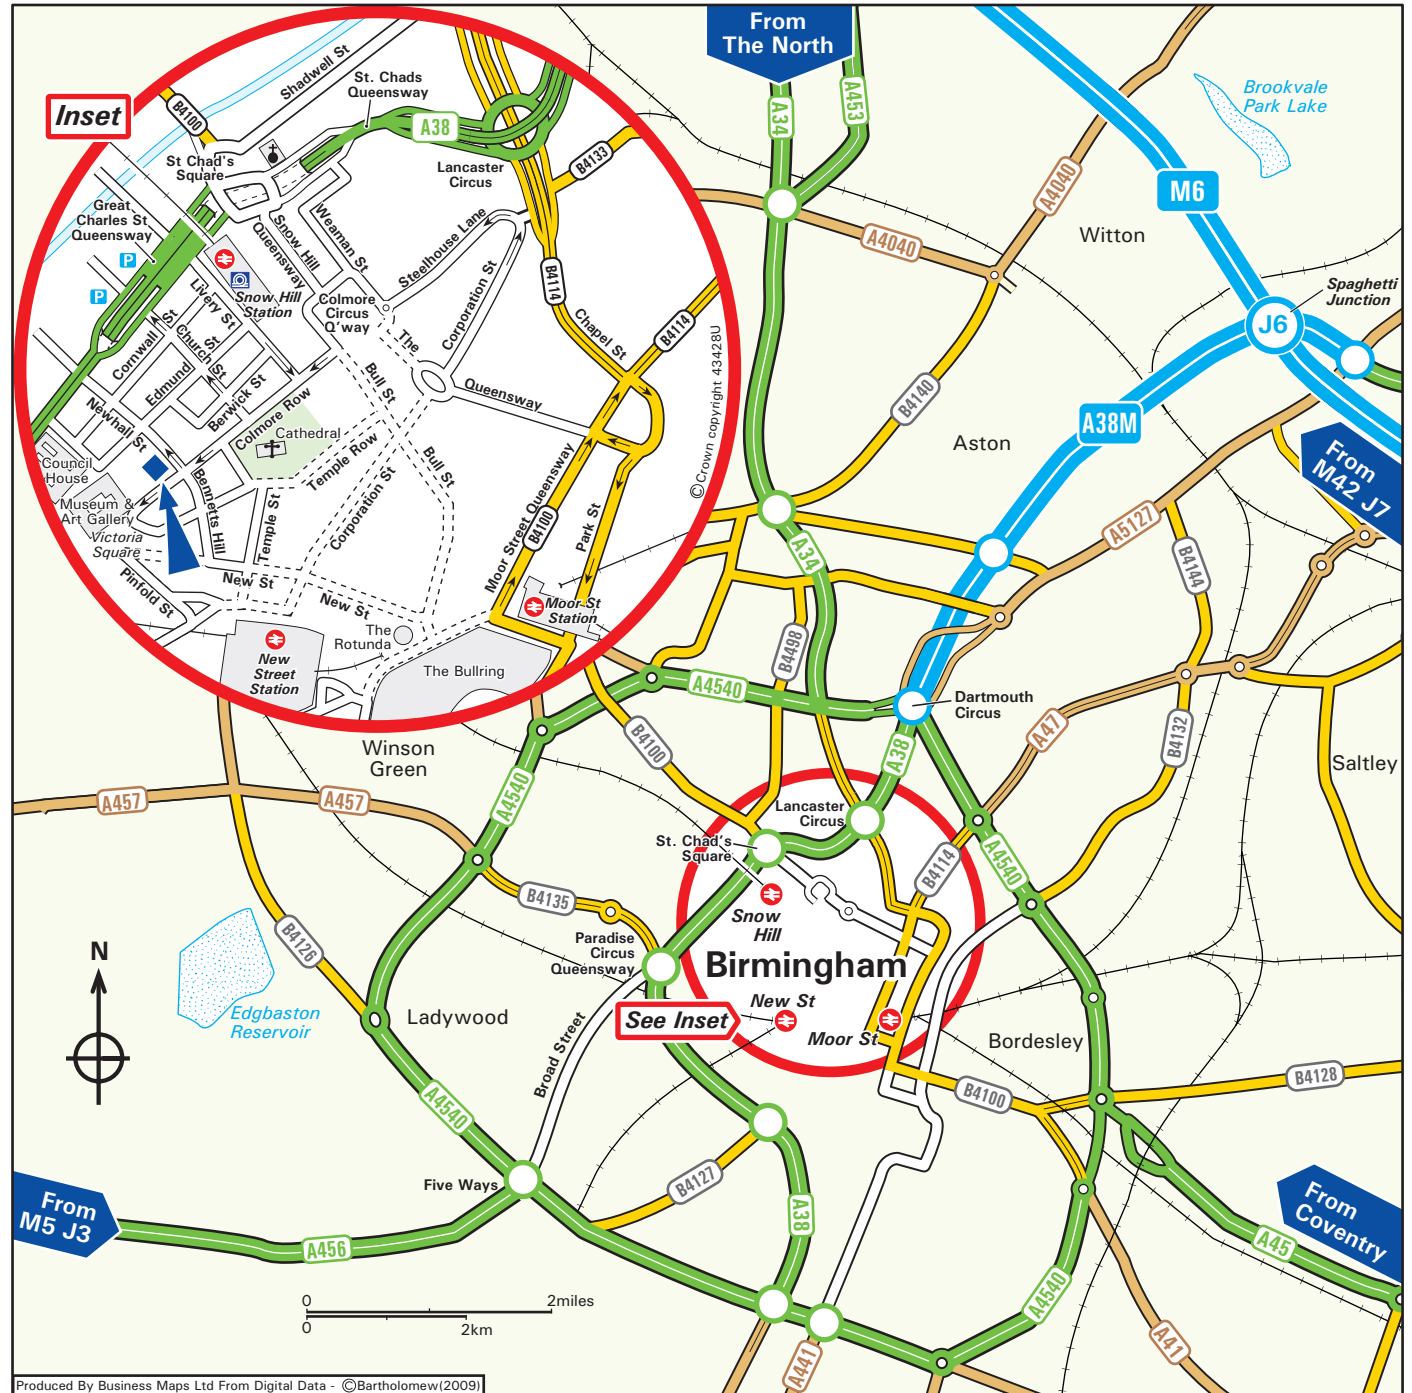 From
The North
Inset
Shadwell St
B4100
St. Chads
Queensway
A38
St Chad's
Square
Lancaster
Circus
B4133
Great
Charles St
Queensway
P
P
Snow Hill
Queensway
Weaman St
Steelhouse Lane
Snow Hill
Station
Colmore
Circus
Q'way
Livery St
Corporation St
B4114
Chapel St
B4114
The
Queensway
Cornwall St
Church St
Edmund St
Berwick St
Bull St
Newhall St
Colmore Row
Cathedral
Temple Row
Bull St
Council
House
Museum &
Art Gallery
Victoria
Square
Bennetts Hill
Temple St
Corporation St
Moor Street Queensway
B4100
Park St
Pinfold St
New St
New St
Moor St
Station
The
Rotunda
New
Street
Station
The Bullring
©Crown copyright 43428U
A34
A453
A4040
A4040
Brookvale
Park Lake
M6
Witton
Spaghetti
Junction
J6
B4140
A38M
Aston
From
M42 J7
A5127
A34
B4144
B4498
A4540
Dartmouth
Circus
A47
B4132
Saltley
B4100
A38
Winson
Green
A457
A457
A4540
Lancaster
Circus
St. Chad's
Square
B4114
A4540
B4135
Snow
Hill
Paradise
Circus
Queensway
Birmingham
B4126
N
Edgbaston
Reservoir
Ladywood
New St
See Inset
Moor St
Bordesley
Broad Street
B4100
B4128
A4540
B4127
Five Ways
A38
From
M5 J3
A456
From
Coventry
A45
A4540
0
2miles
0
2km
A441
A41
Produced By Business Maps Ltd From Digital Data - ©Bartholomew(2009)